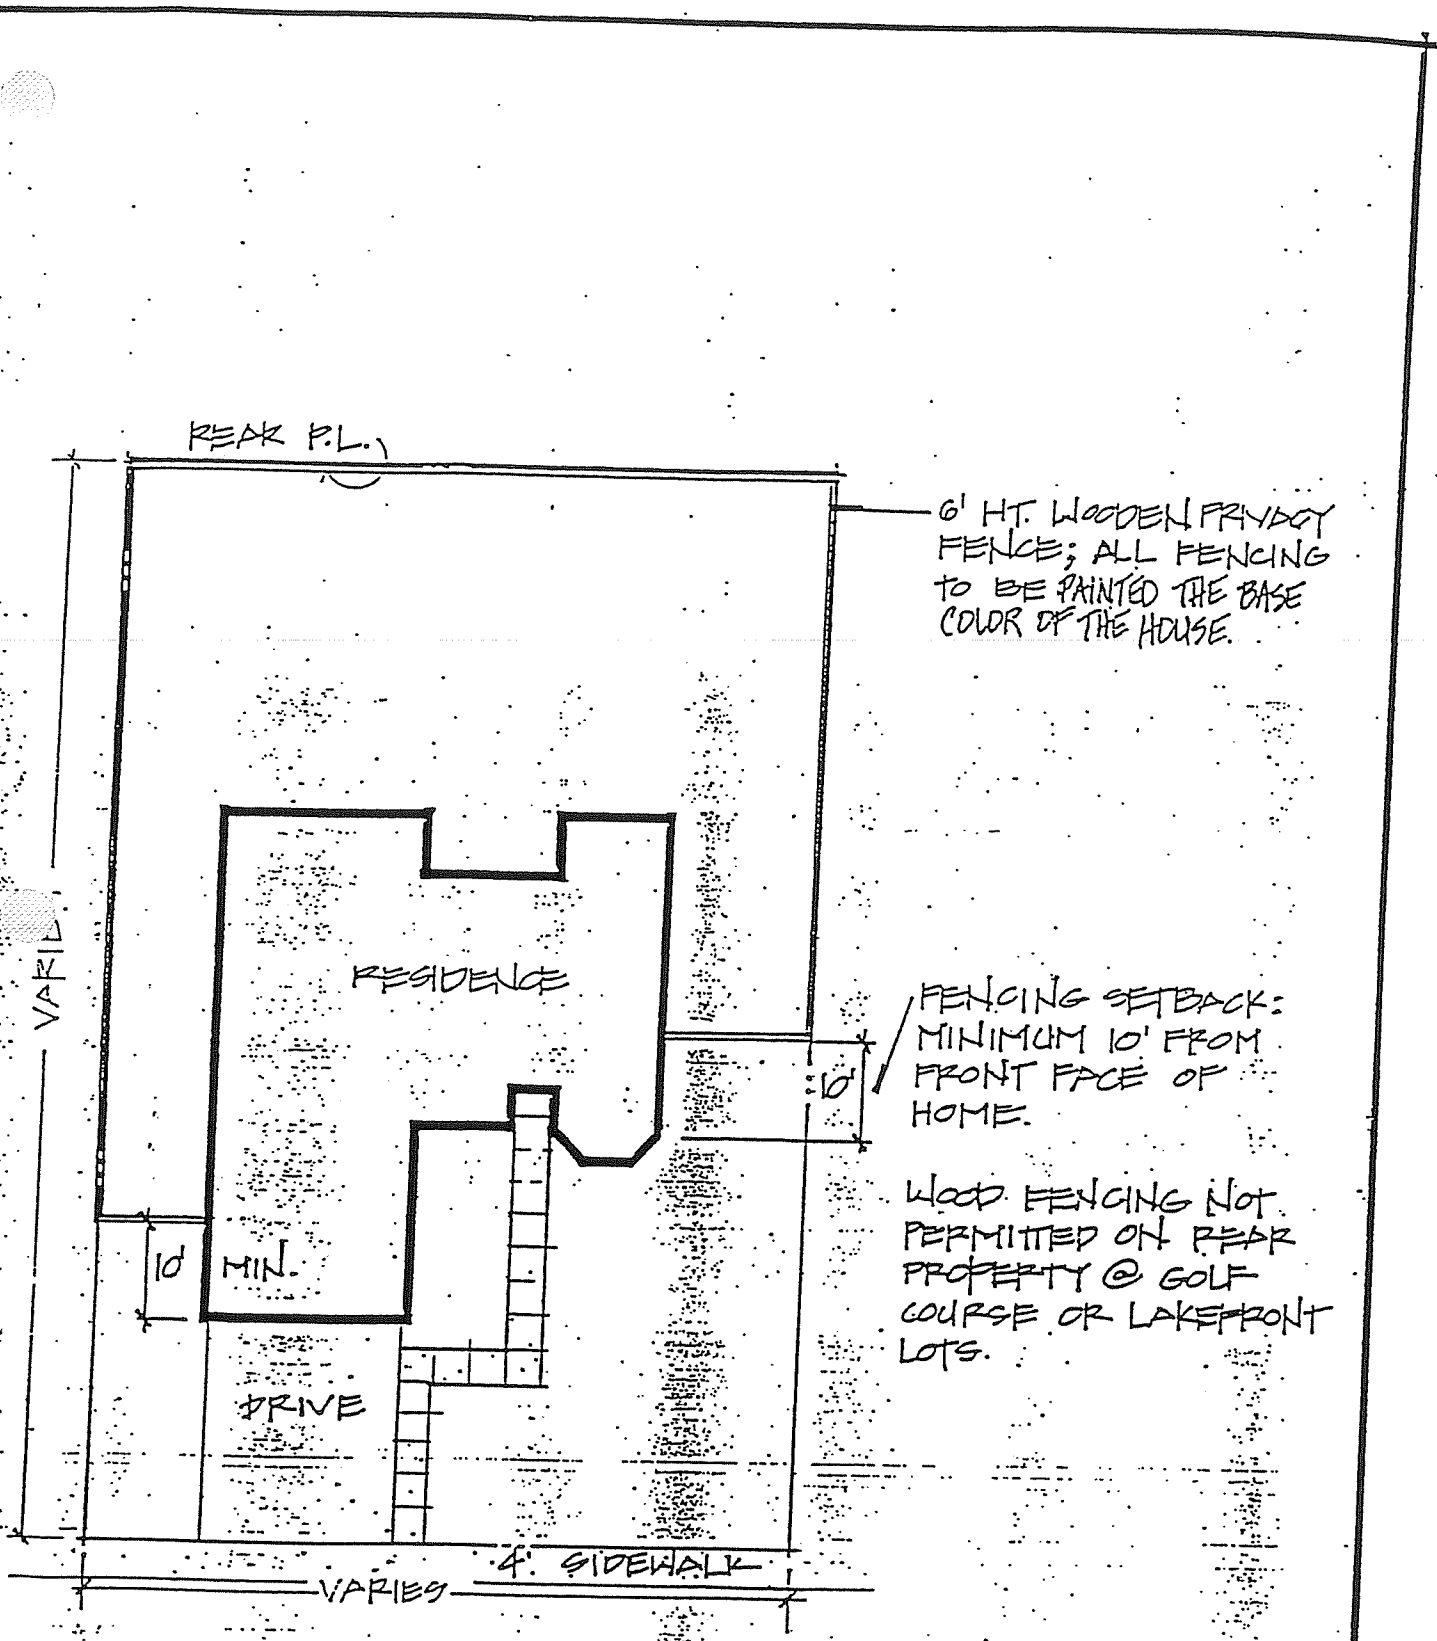 REAR P.L.
6' HT. WOODEN PRIVACY
FENCE; ALL FENCING
TO BE PAINTED THE BASE
COLOR OF THE HOUSE.
RESIDENCE
FENCING SETBACK:
MINIMUM 10' FROM
FRONT FACE OF
HOME.
10'
WOOD FENCING NOT
PERMITTED ON REAR
PROPERTY @ GOLF
COURSE OR LAKEFRONT
LOTS.
10' MIN.
DRIVE
4' SIDEWALK
VARIES